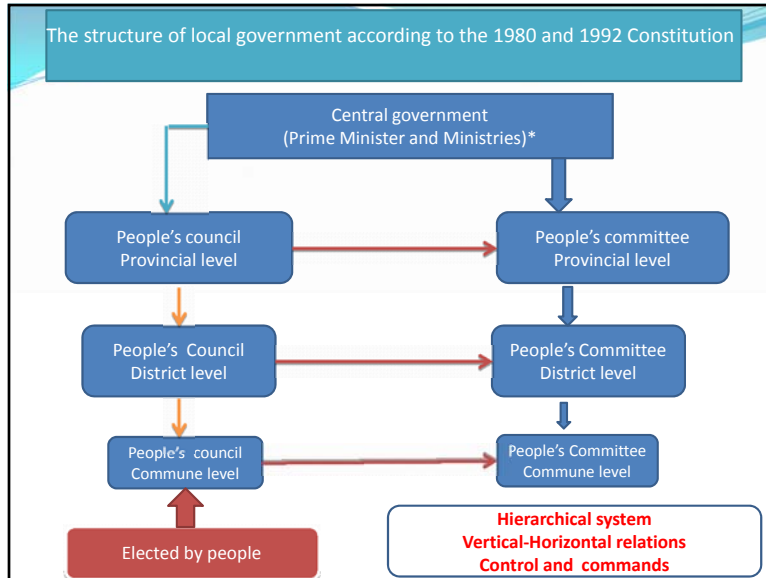 The structure of local government according to the 1980 and 1992 Constitution
Central government
(Prime Minister and Ministries)*
People's council
Provincial level
People's committee
Provincial level
People's  Council
District level
People's Committee
District level
People's council
Commune level
People's Committee
Commune level
Elected by people
Hierarchical system
Vertical-Horizontal relations
Control and  commands